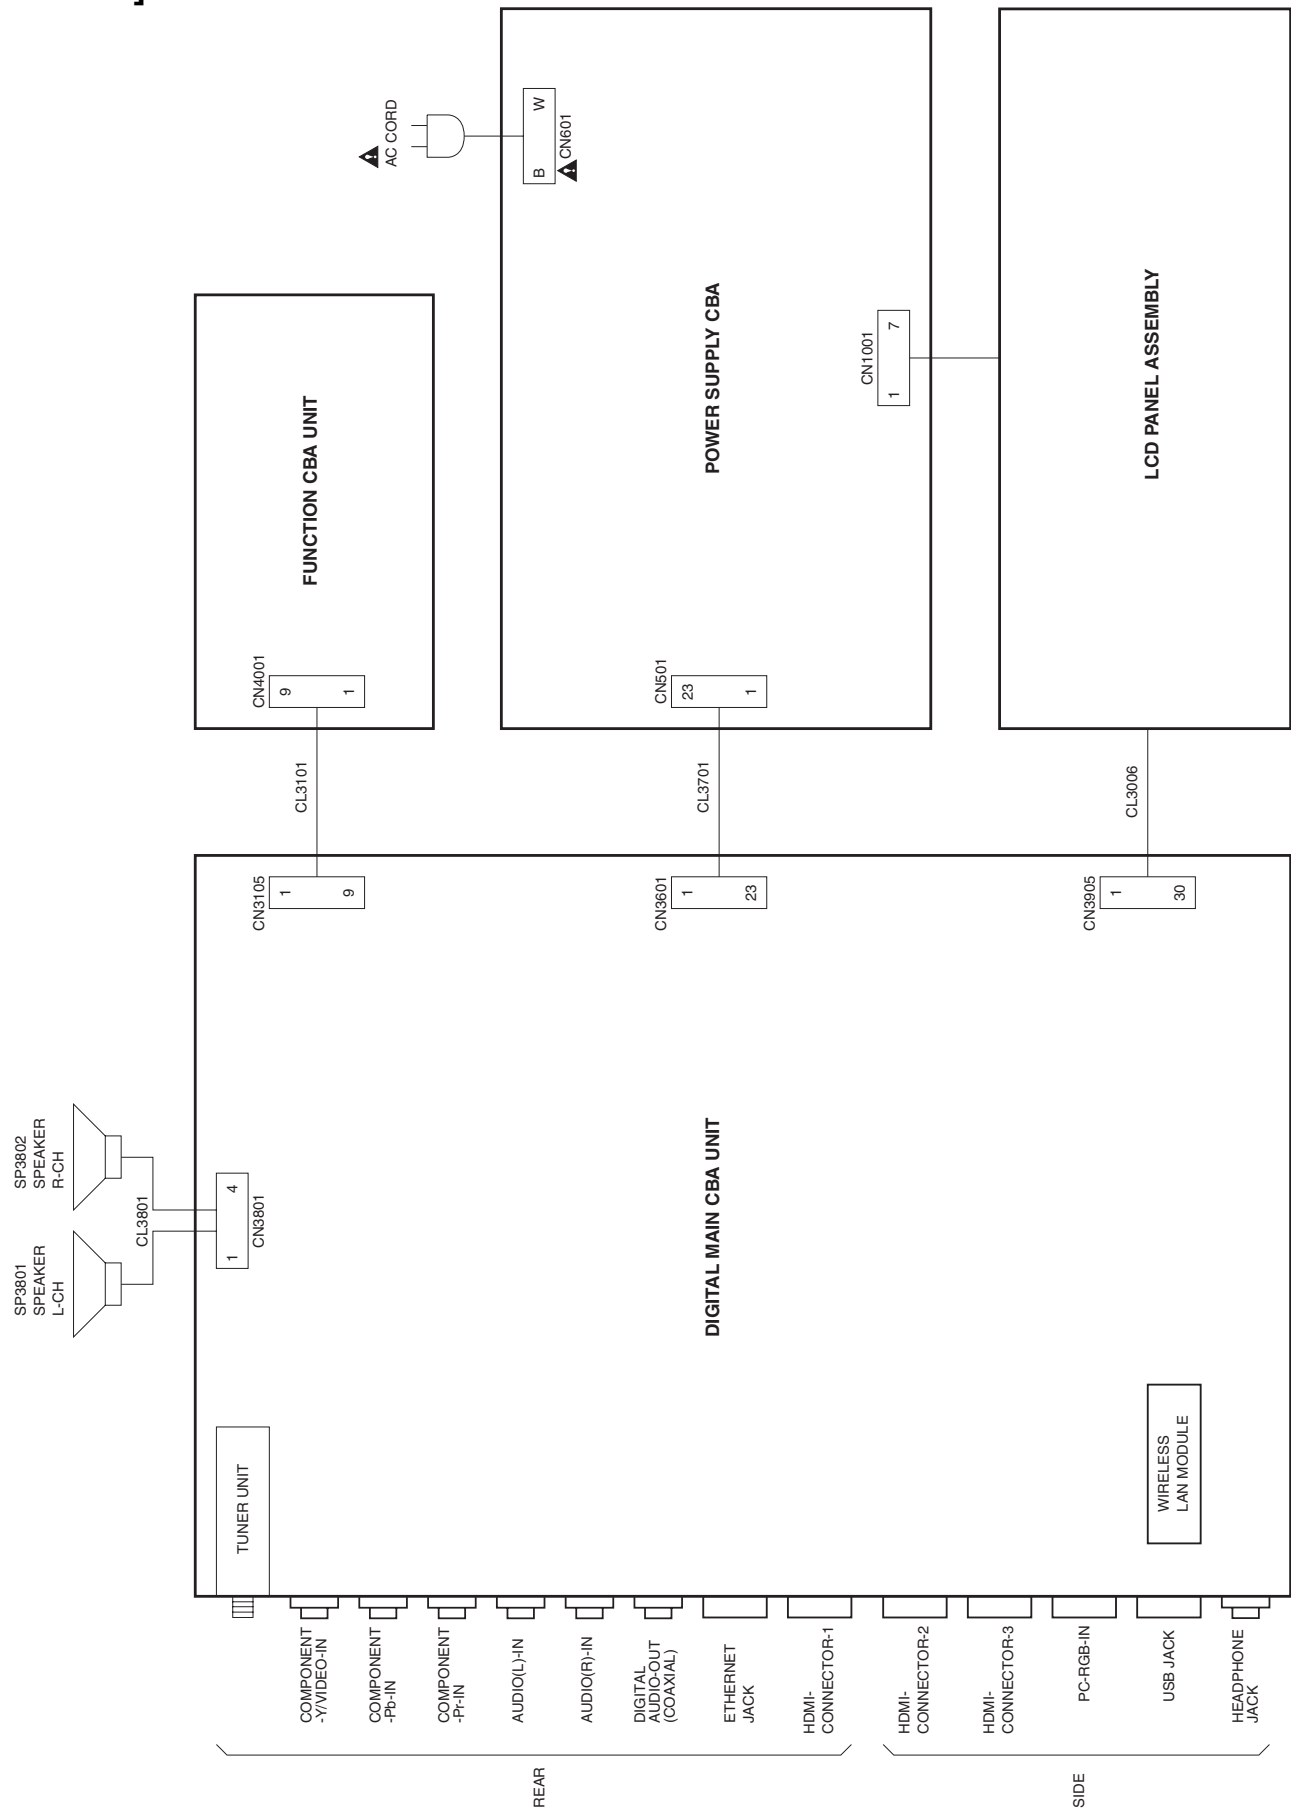 ]
AC CORD
W
B
CN601
POWER SUPPLY CBA
CN1001
1 7
CN501
23
1
FUNCTION CBA UNIT
CN4001
9
1
LCD PANEL ASSEMBLY
CL3101
CL3701
CL3006
CN3105
1
9
CN3601
1
23
CN3905
1
30
SP3802
SPEAKER
R-CH
SP3801
SPEAKER
L-CH
CL3801
1 4
CN3801
DIGITAL MAIN CBA UNIT
TUNER UNIT
WIRELESS
LAN MODULE
COMPONENT
-Y/VIDEO-IN
COMPONENT
-Pb-IN
COMPONENT
-Pr-IN
AUDIO(L)-IN
AUDIO(R)-IN
DIGITAL
AUDIO-OUT
(COAXIAL)
ETHERNET
JACK
HDMI-
CONNECTOR-1
HDMI-
CONNECTOR-2
HDMI-
CONNECTOR-3
PC-RGB-IN
USB JACK
HEADPHONE
JACK
REAR
SIDE